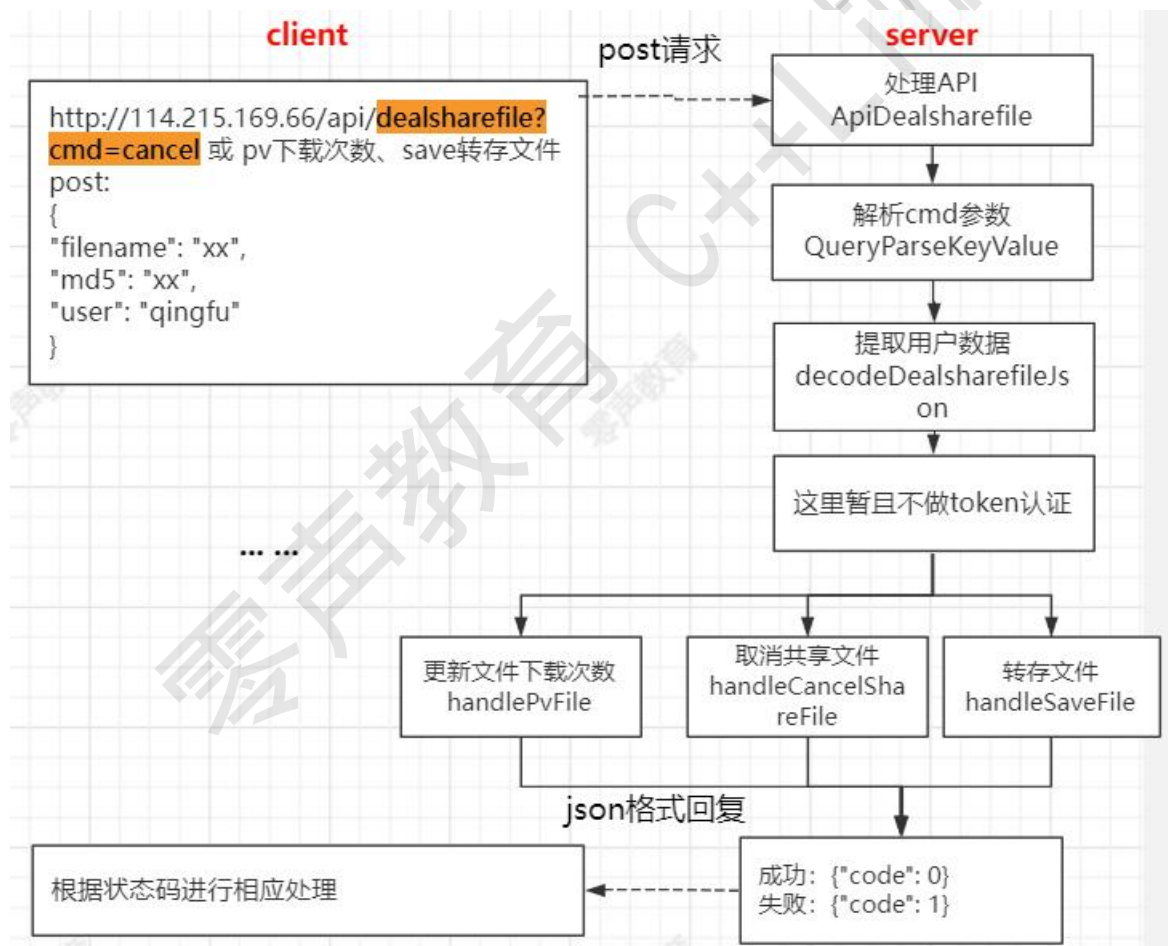 client
post请求
server
http://114.215.169.66/api/dealsharefile?
cmd=cancel 或 pv下载次数、save转存文件
post:
{
"filename": "xx",
"md5": "xx",
"user": "qingfu"
}
处理API
ApiDealsharefile
解析cmd参数
QueryParseKeyValue
提取用户数据
decodeDealsharefileJs
on
这里暂且不做token认证
... ...
更新文件下载次数
handlePvFile
取消共享文件
handleCancelSha
reFile
转存文件
handleSaveFile
json格式回复
成功：{"code": 0}
失败：{"code": 1}
根据状态码进行相应处理
零声教育 C++Lin
零声教育